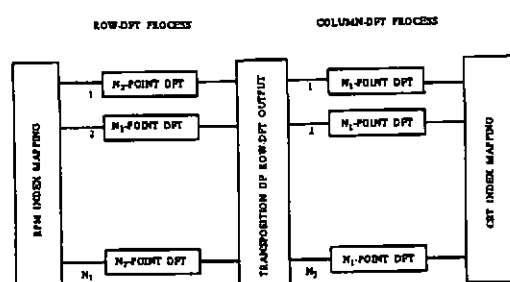 ROW-DFT PROCESS
COLUMN-DFT PROCESS
RPM INDEX MAPPING
1
N₂-POINT DFT
2
N₂-POINT DFT
N₁
N₂-POINT DFT
TRANSPOSITION OF ROW-DFT OUTPUT
1
N₁-POINT DFT
2
N₁-POINT DFT
N₂
N₁-POINT DFT
CRT INDEX MAPPING